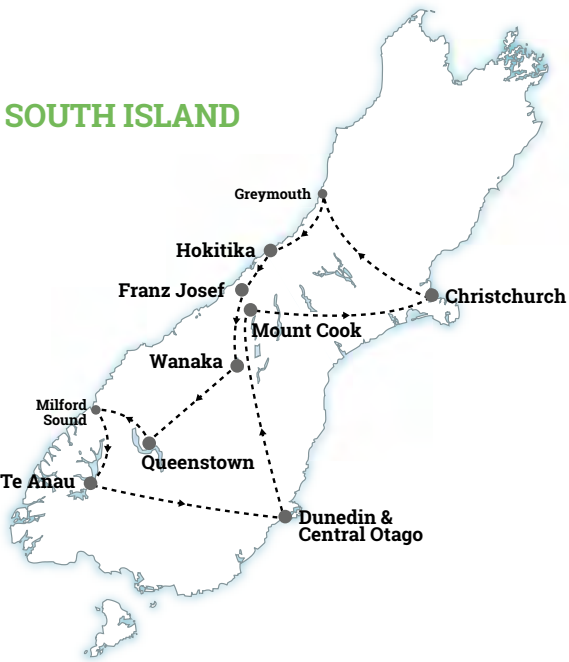 SOUTH ISLAND
Greymouth
Hokitika
Franz Josef
Christchurch
Mount Cook
Wanaka
Milford
Sound
Queenstown
Te Anau
Dunedin &
Central Otago